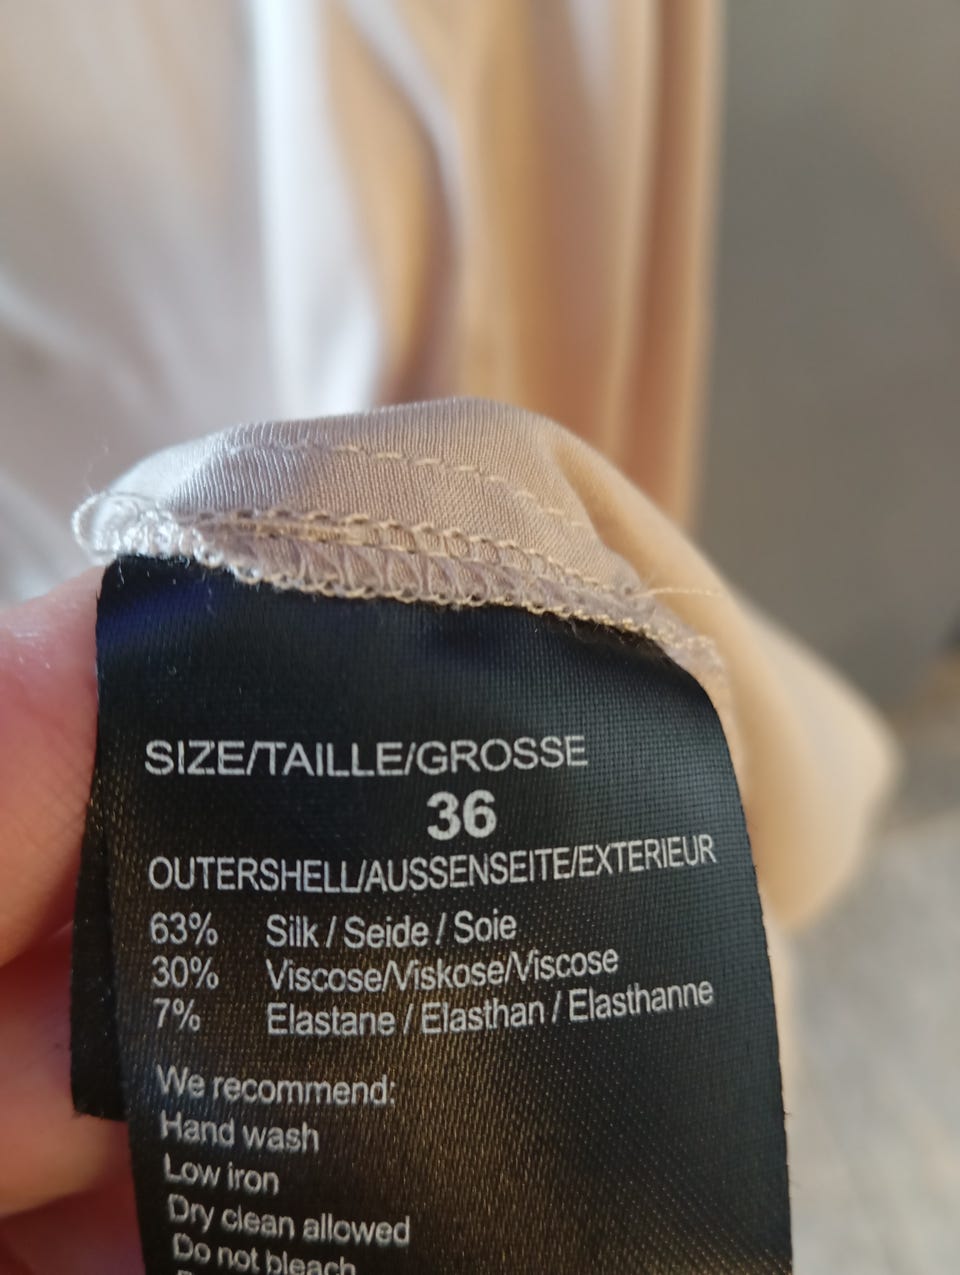 SIZE/TAILLE/GROSSE
36
OUTERSHELL/AUSSENSEITE/EXTERIEUR
63% Silk / Seide / Soie
30% Viscose/Viskose/Viscose
7% Elastane / Elasthan / Elasthanne
We recommend:
Hand wash
Low iron
Dry clean allowed
Do not bleach